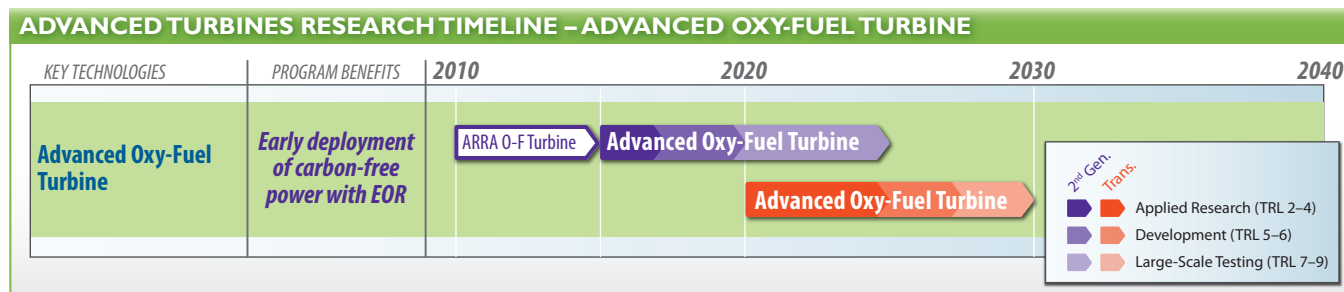 ADVANCED TURBINES RESEARCH TIMELINE – ADVANCED OXY-FUEL TURBINE
KEY TECHNOLOGIES
PROGRAM BENEFITS
2010
2020
2030
2040
Advanced Oxy-Fuel
Turbine
Early deployment
of carbon-free
power with EOR
ARRA O-F Turbine
Advanced Oxy-Fuel Turbine
Advanced Oxy-Fuel Turbine
2nd Gen.
Trans.
Applied Research (TRL 2–4)
Development (TRL 5–6)
Large-Scale Testing (TRL 7–9)